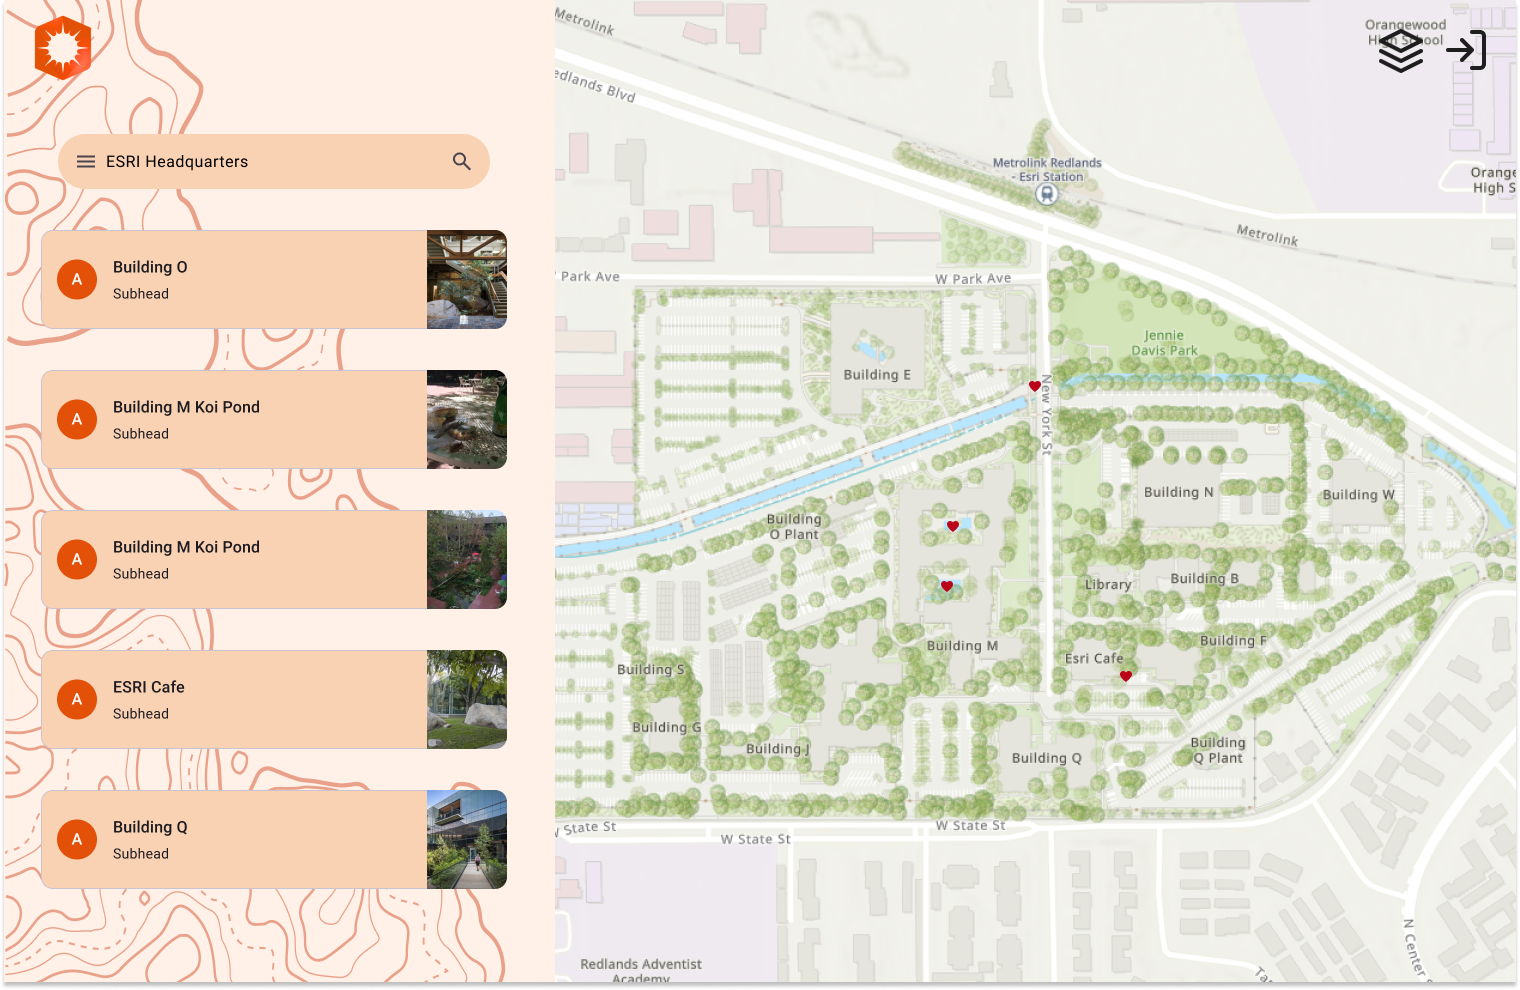 ESRI Headquarters
A
Building O
Subhead
A
Building M Koi Pond
Subhead
A
Building M Koi Pond
Subhead
A
ESRI Cafe
Subhead
A
Building Q
Subhead
Metrolink
Orangewood
High School
edlands Blvd
Metrolink Redlands
- Esri Station
Orange
High S
Metrolink
Park Ave
W Park Ave
Jennie
Davis Park
Building E
New York St
Building N
Building W
Building
O Plant
Library
Building B
Building F
Building M
Esri Cafe
Building S
Building G
Building J
Building
Q Plant
Building Q
State St
W State St
W State St
N Center
Redlands Adventist
Academy
Ta